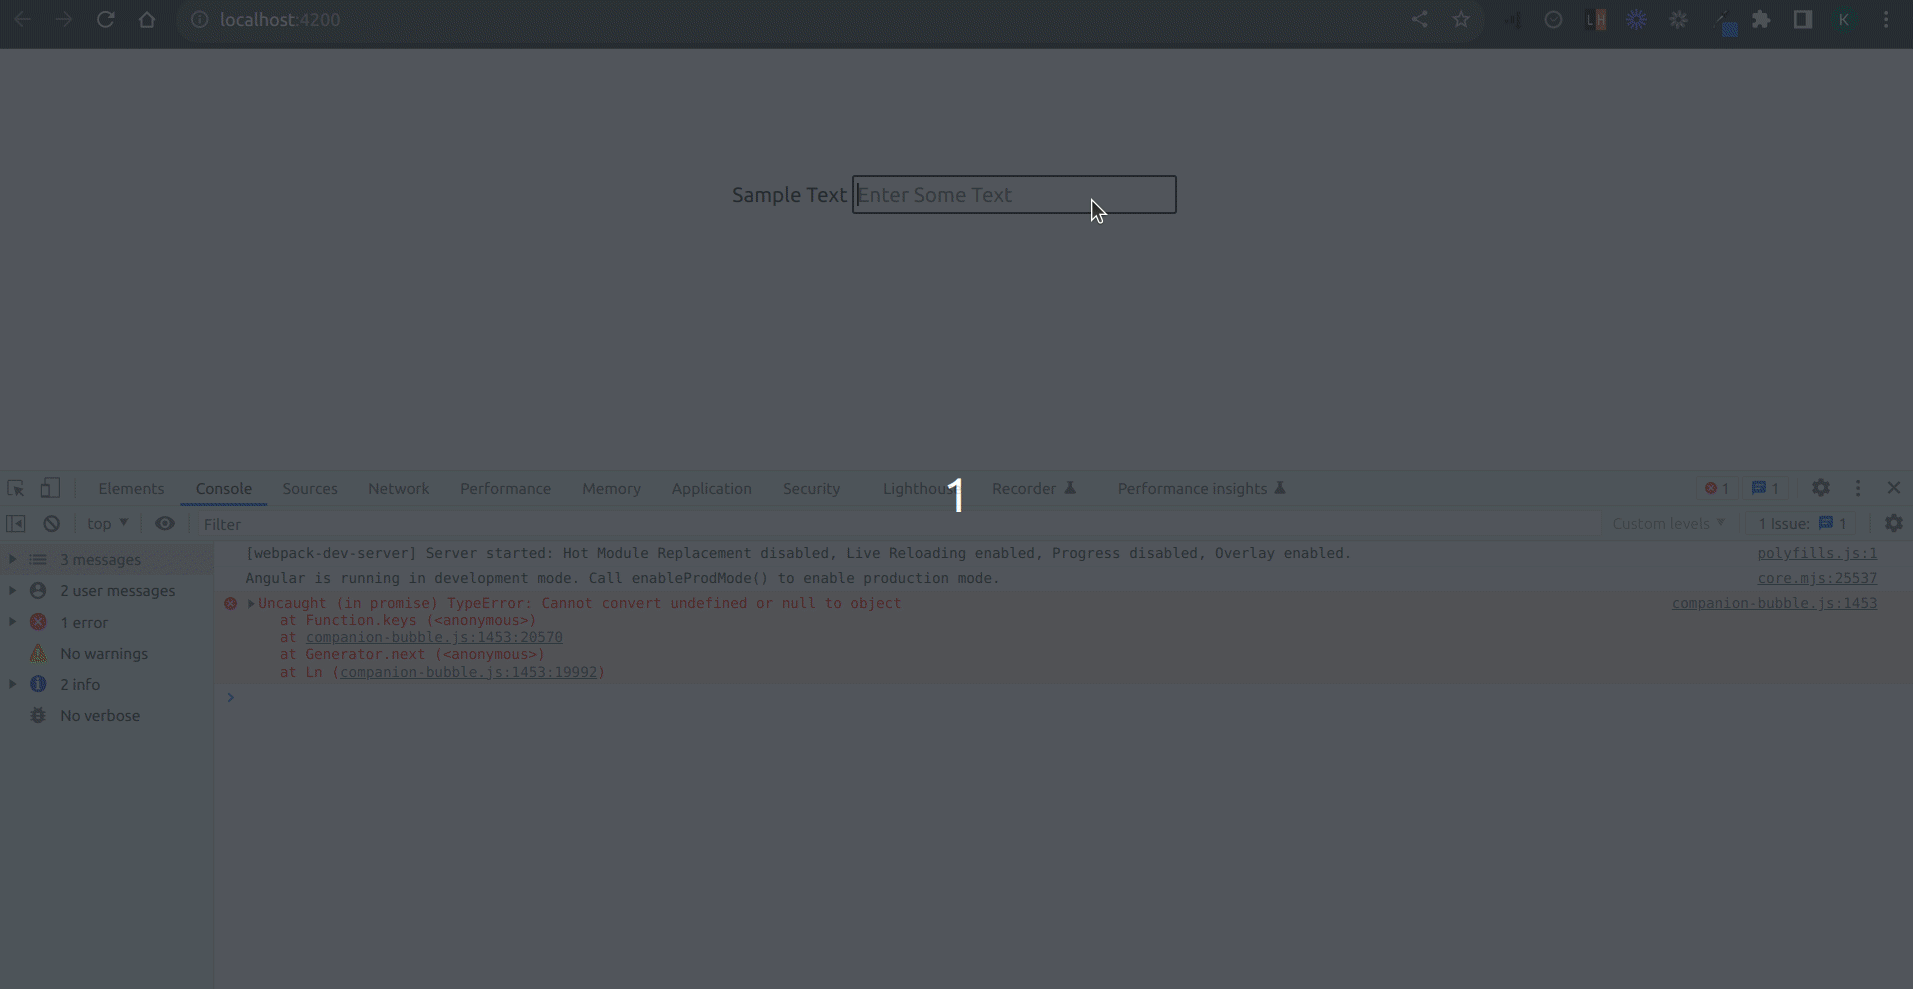 localhost:4200
L H
K
Sample Text Enter Some Text
Elements Console Sources Network Performance Memory Application Security Lighthouse Recorder Performance insights 1 1
1
top Filter Custom levels 1 Issue: 1
3 messages
2 user messages
1 error
No warnings
2 info
No verbose
[webpack-dev-server] Server started: Hot Module Replacement disabled, Live Reloading enabled, Progress disabled, Overlay enabled. polyfills.js:1
Angular is running in development mode. Call enableProdMode() to enable production mode. core.mjs:25537
Uncaught (in promise) TypeError: Cannot convert undefined or null to object companion-bubble.js:1453
at Function.keys (<anonymous>)
at companion-bubble.js:1453:20570
at Generator.next (<anonymous>)
at Ln (companion-bubble.js:1453:19992)